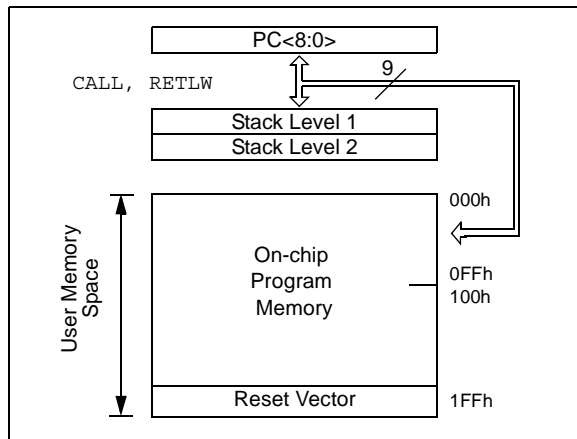 PC<8:0>
9
CALL, RETLW
Stack Level 1
Stack Level 2
000h
User Memory
Space
On-chip
Program
Memory
0FFh
100h
Reset Vector
1FFh